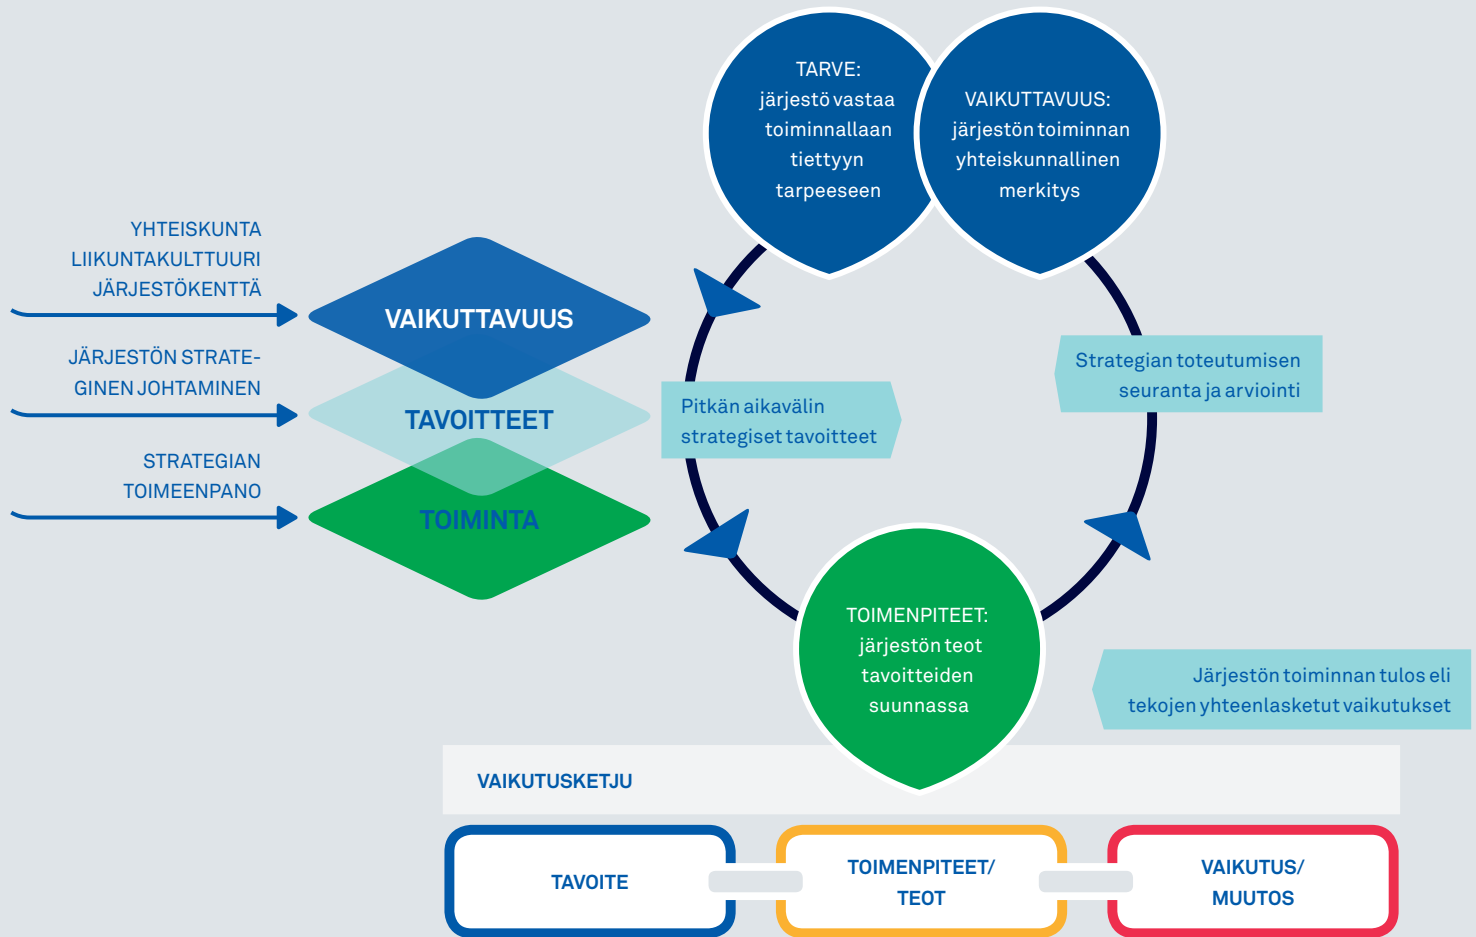 TARVE:
järjestö vastaa
toiminnallaan
tiettyyn
tarpeeseen
VAIKUTTAVUUS:
järjestön toiminnan
yhteiskunnallinen
merkitys
YHTEISKUNTA
LIIKUNTAKULTTUURI
JÄRJESTÖKENTTÄ
VAIKUTTAVUUS
JÄRJESTÖN STRATE-
GINEN JOHTAMINEN
TAVOITTEET
STRATEGIAN
TOIMEENPANO
TOIMINTA
Pitkän aikavälin
strategiset tavoitteet
Strategian toteutumisen
seuranta ja arviointi
TOIMENPITEET:
järjestön teot
tavoitteiden
suunnassa
Järjestön toiminnan tulos eli
tekojen yhteenlasketut vaikutukset
VAIKUTUSKETJU
TAVOITE
TOIMENPITEET/
TEOT
VAIKUTUS/
MUUTOS